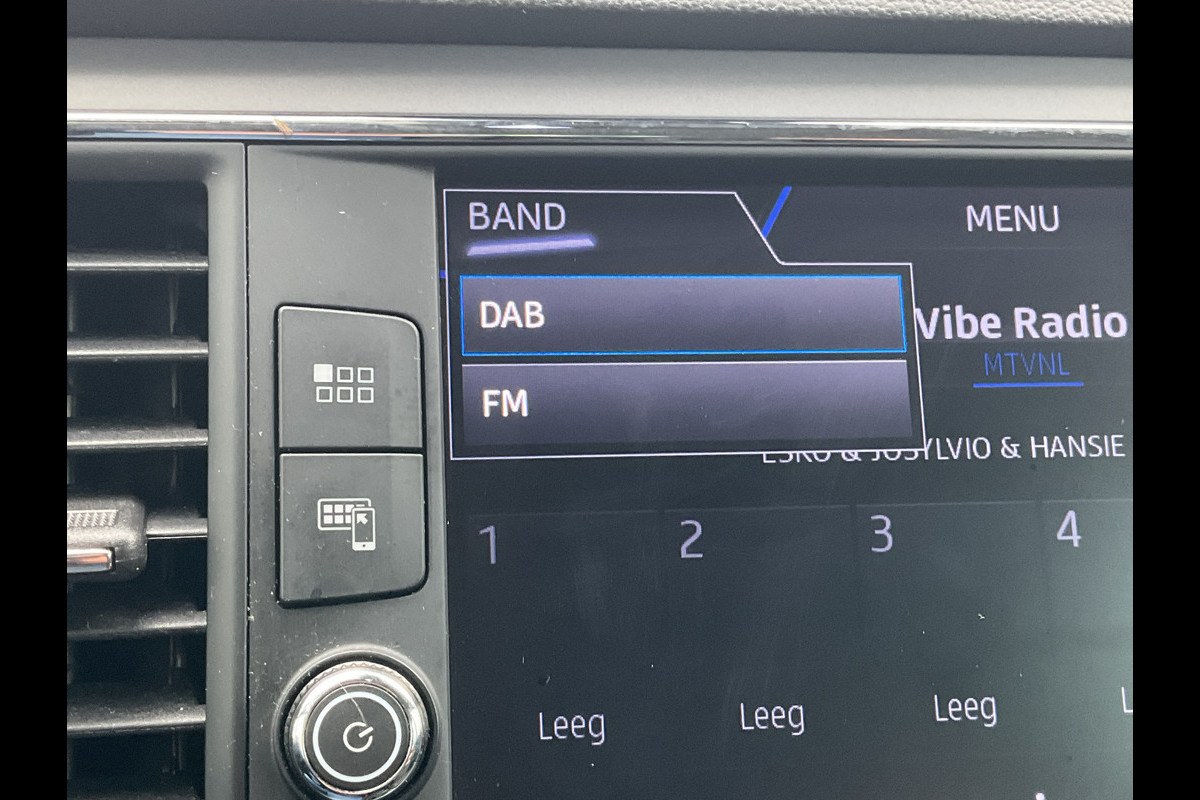 BAND
MENU
DAB
Vibe Radio
MTVNL
FM
& HANSIE
1 2 3 4
Leeg Leeg Leeg